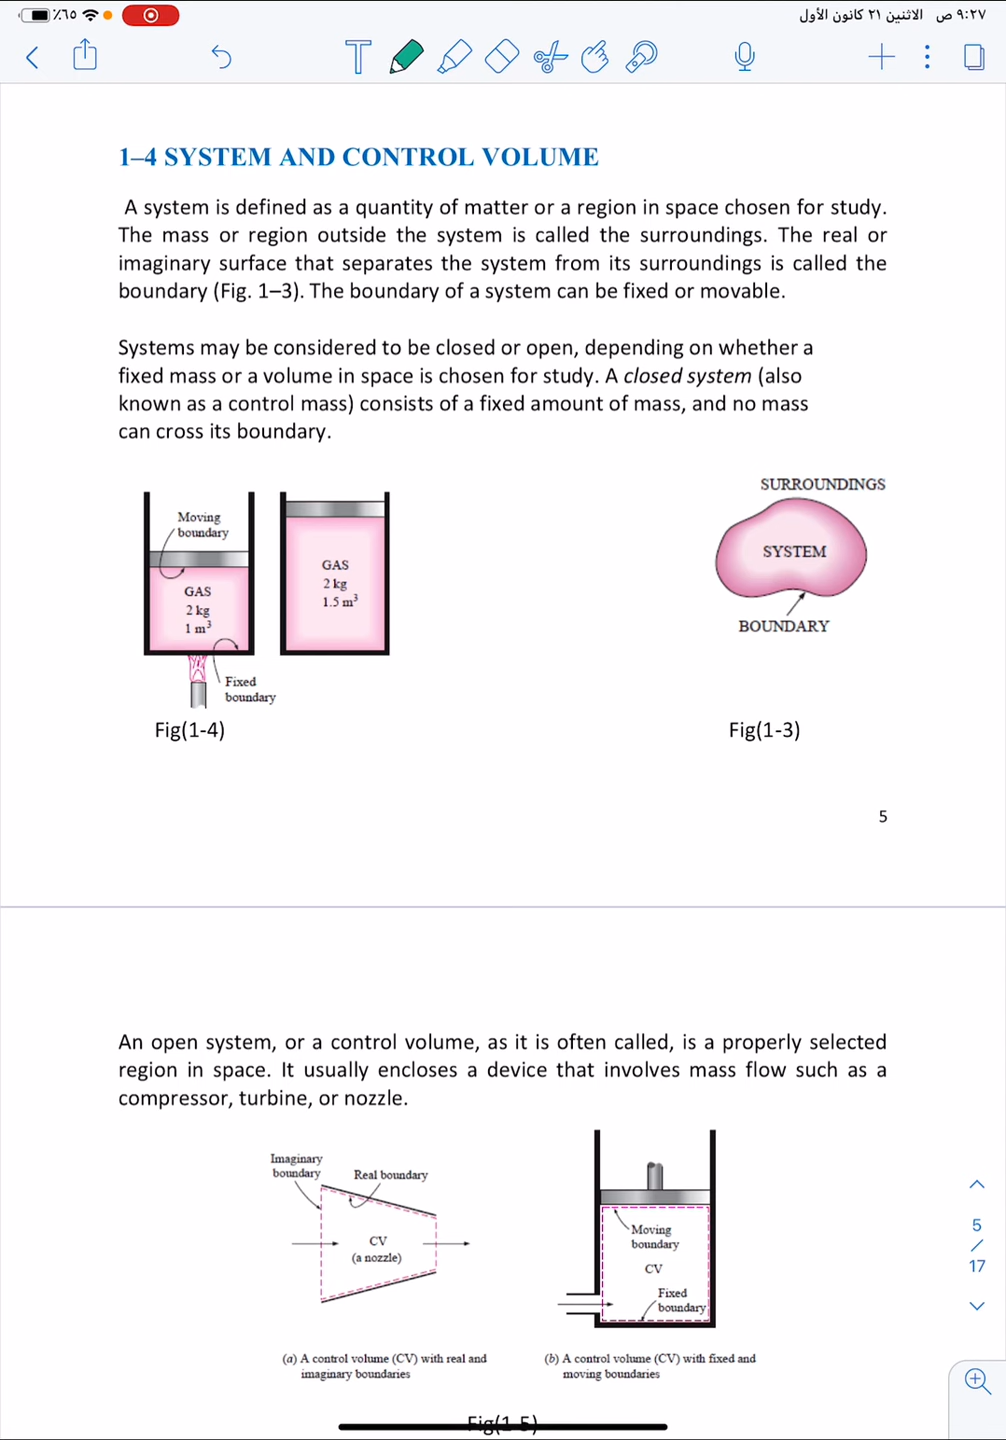 ٪٦٥
٩:٢٧ ص الاثنين ٢١ كانون الأول
T
1–4 SYSTEM AND CONTROL VOLUME
A system is defined as a quantity of matter or a region in space chosen for study.
The mass or region outside the system is called the surroundings. The real or
imaginary surface that separates the system from its surroundings is called the
boundary (Fig. 1–3). The boundary of a system can be fixed or movable.
Systems may be considered to be closed or open, depending on whether a
fixed mass or a volume in space is chosen for study. A closed system (also
known as a control mass) consists of a fixed amount of mass, and no mass
can cross its boundary.
Moving
boundary
GAS
2 kg
1 m³
Fixed
boundary
GAS
2 kg
1.5 m³
Fig(1-4)
SURROUNDINGS
SYSTEM
BOUNDARY
Fig(1-3)
5
An open system, or a control volume, as it is often called, is a properly selected
region in space. It usually encloses a device that involves mass flow such as a
compressor, turbine, or nozzle.
Imaginary
boundary
Real boundary
CV
(a nozzle)
(a) A control volume (CV) with real and
imaginary boundaries
Moving
boundary
CV
Fixed
boundary
(b) A control volume (CV) with fixed and
moving boundaries
Fig(1-5)
5
/
17